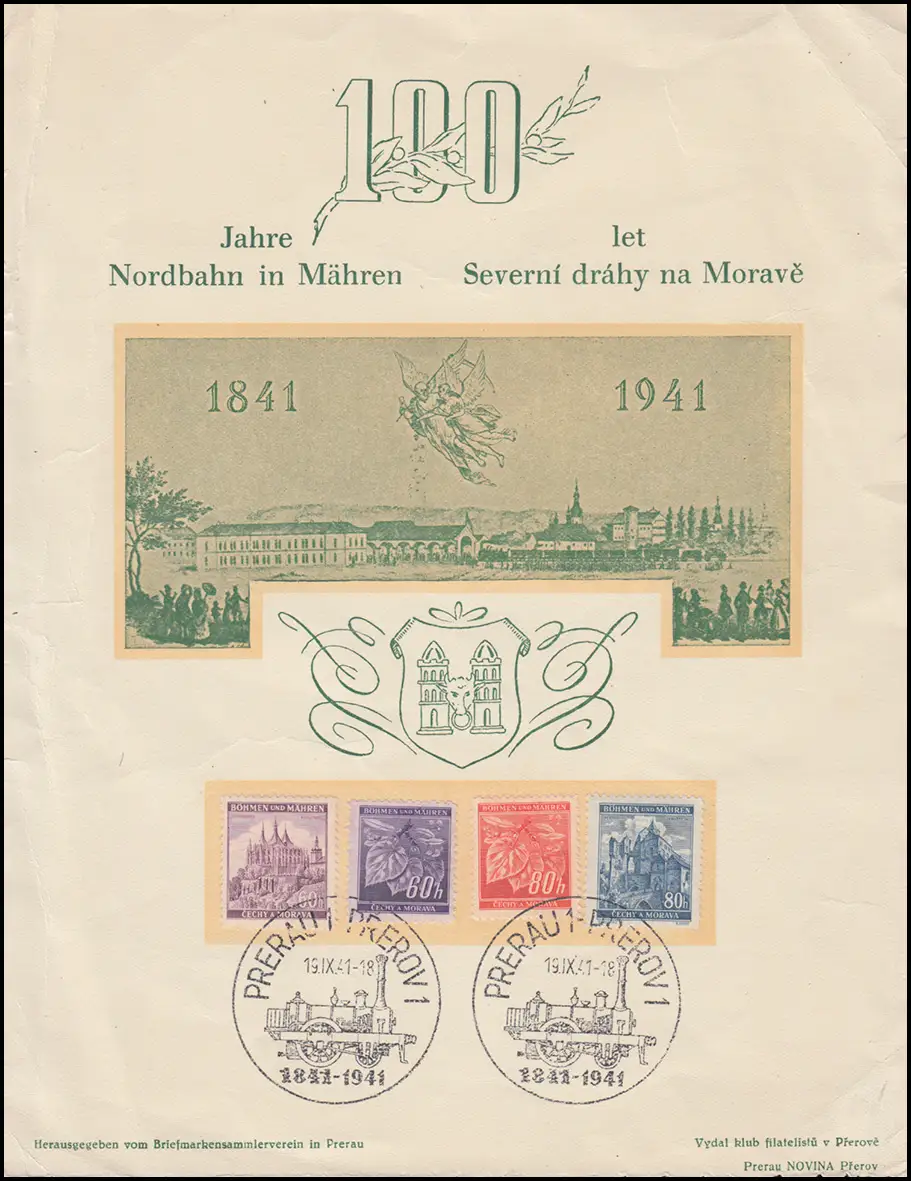 100
Jahre
Nordbahn in Mähren
let
Severní dráhy na Moravě
1841
1941
BÖHMEN UND MÄHREN
60h
ČECHY A MORAVA
BÖHMEN UND MÄHREN
60h
ČECHY A MORAVA
BÖHMEN UND MÄHREN
80h
ČECHY A MORAVA
BÖHMEN UND MÄHREN
80h
ČECHY A MORAVA
PRERAU 1-PREROV 1
19.IX.41-18
1841-1941
PRERAU 1-PREROV 1
19.IX.41-18
1841-1941
Herausgegeben vom Briefmarkensammlerverein in Prerau
Vydal klub filatelistů v Přerově
Prerau NOVINA Přerov